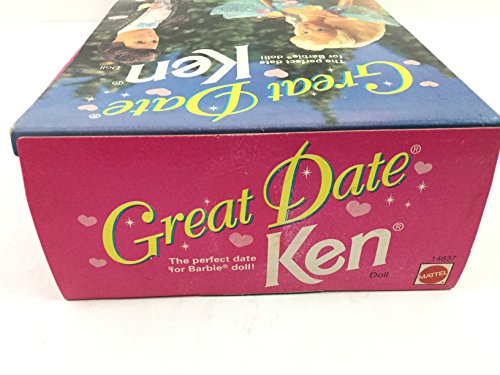 Great Date®
Ken®
Doll
The perfect date
for Barbie® doll!
Great Date®
The perfect date
for Barbie® doll!
Ken®
Doll
14837
MATTEL